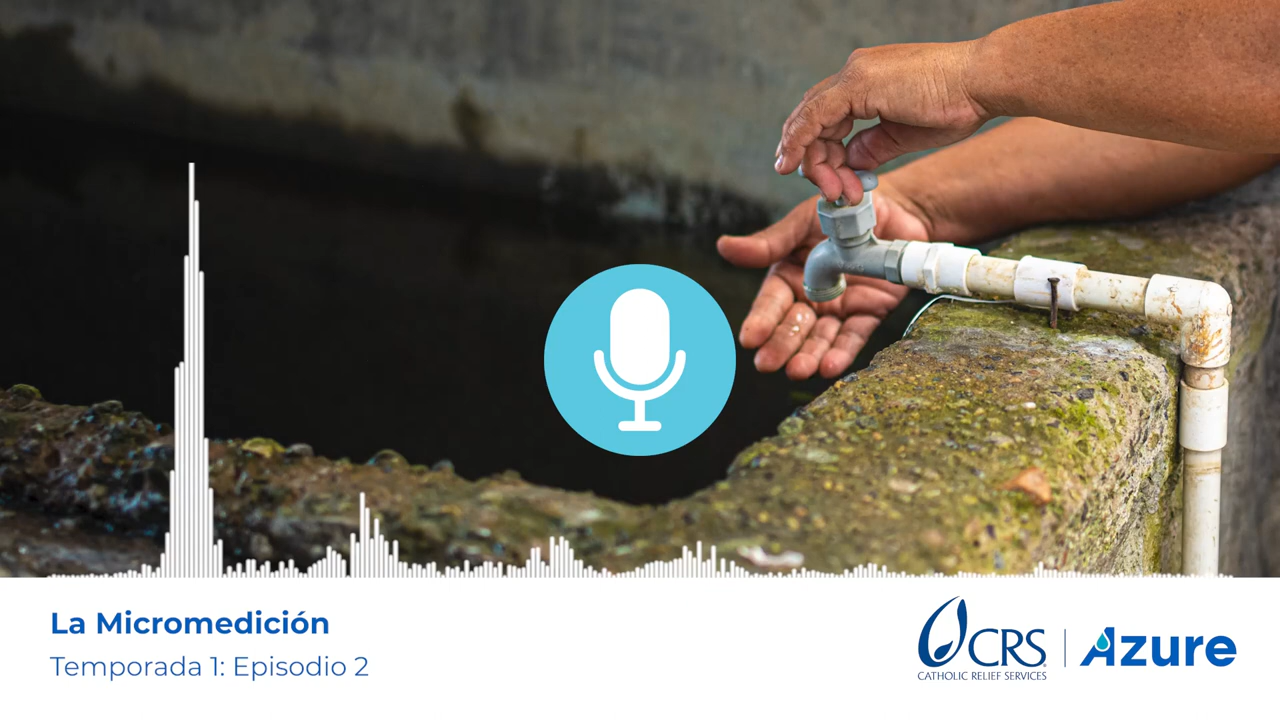 La Micromedición
Temporada 1: Episodio 2
CRS
CATHOLIC RELIEF SERVICES
Azure